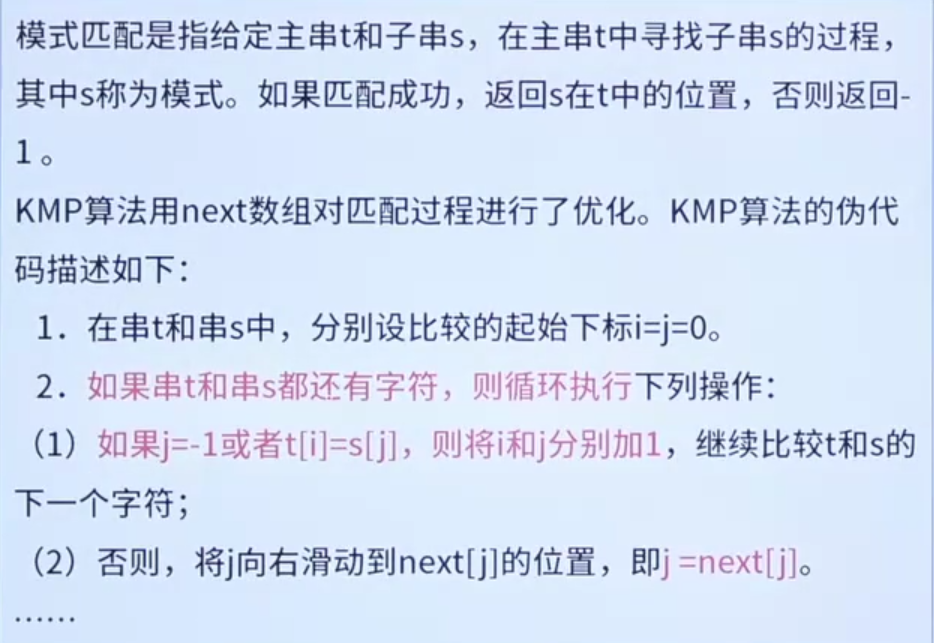 模式匹配是指给定主串t和子串s，在主串t中寻找子串s的过程，
其中s称为模式。如果匹配成功，返回s在t中的位置，否则返回-
1 。
KMP算法用next数组对匹配过程进行了优化。KMP算法的伪代
码描述如下：
1．在串t和串s中，分别设比较的起始下标i=j=0。
2．如果串t和串s都还有字符，则循环执行下列操作：
（1）如果j=-1或者t[i]=s[j]，则将i和j分别加1，继续比较t和s的
下一个字符；
（2）否则，将j向右滑动到next[j]的位置，即j =next[j]。
……